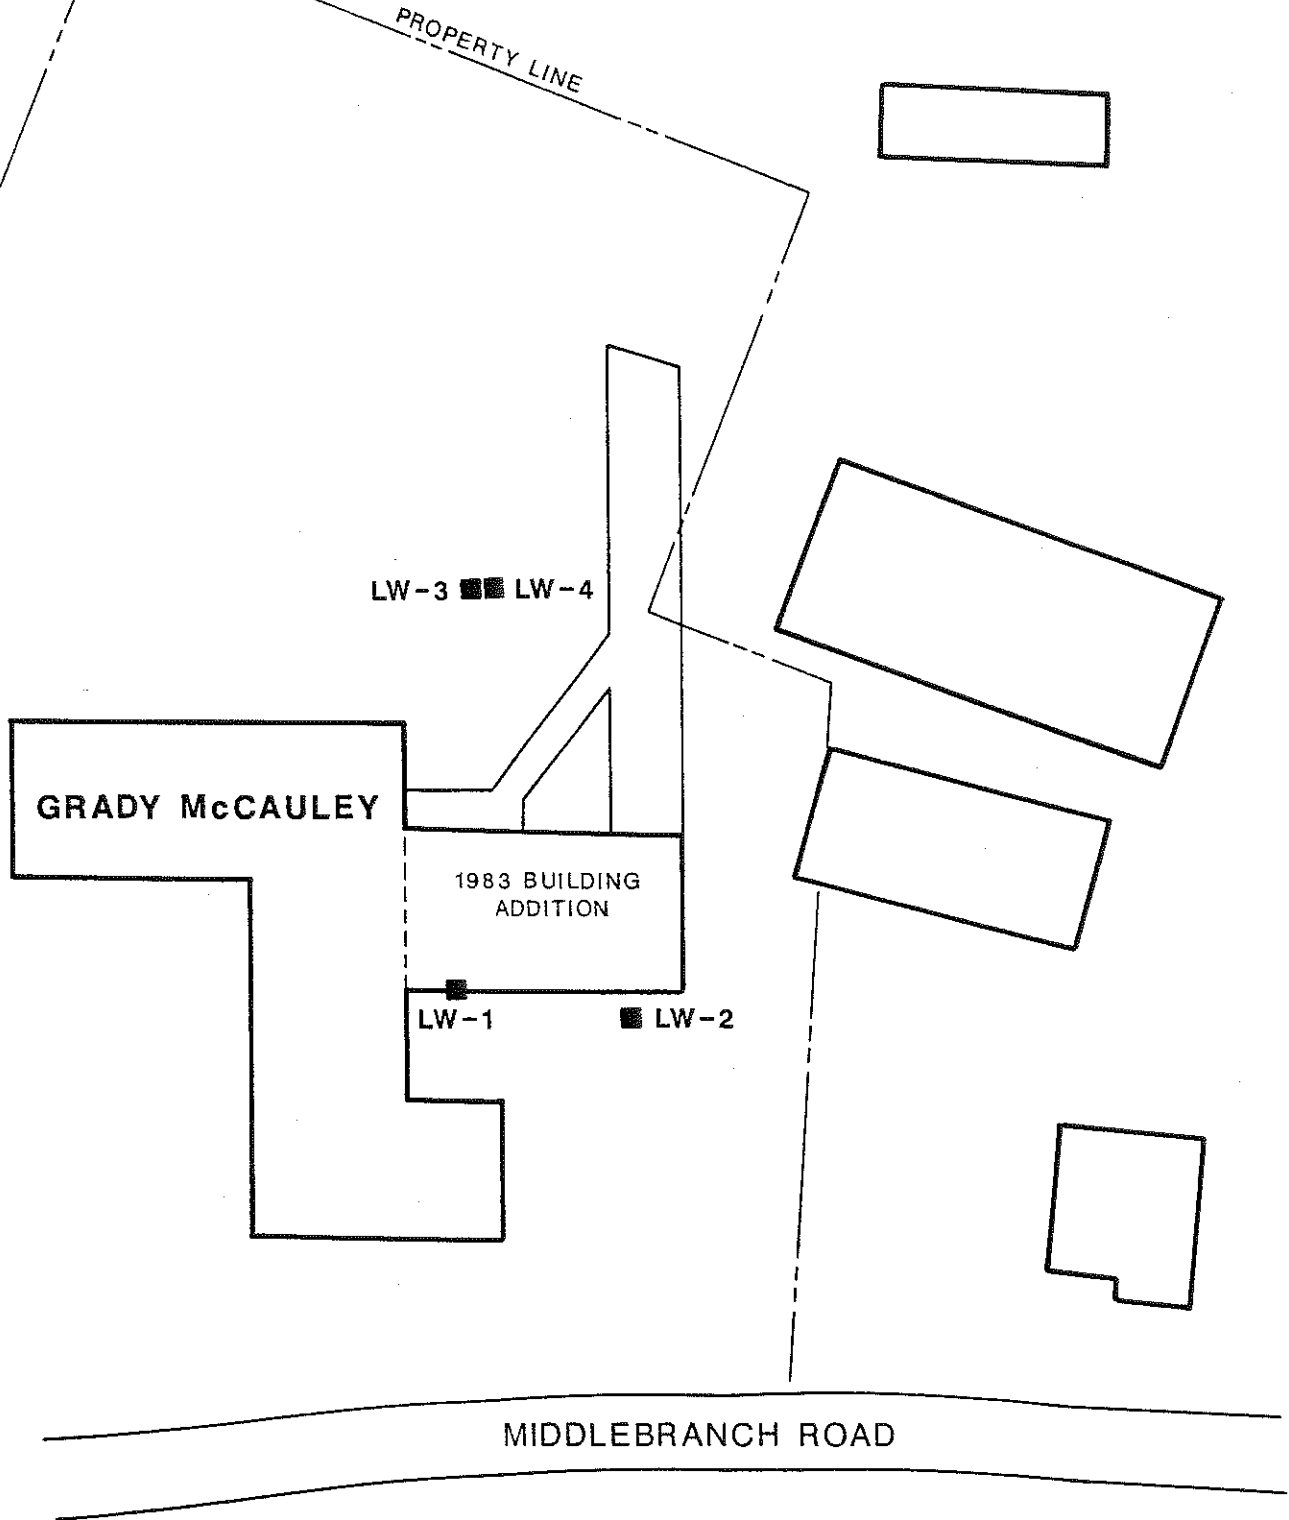 PROPERTY LINE
LW-3 LW-4
GRADY McCAULEY
1983 BUILDING
ADDITION
LW-1 LW-2
MIDDLEBRANCH ROAD